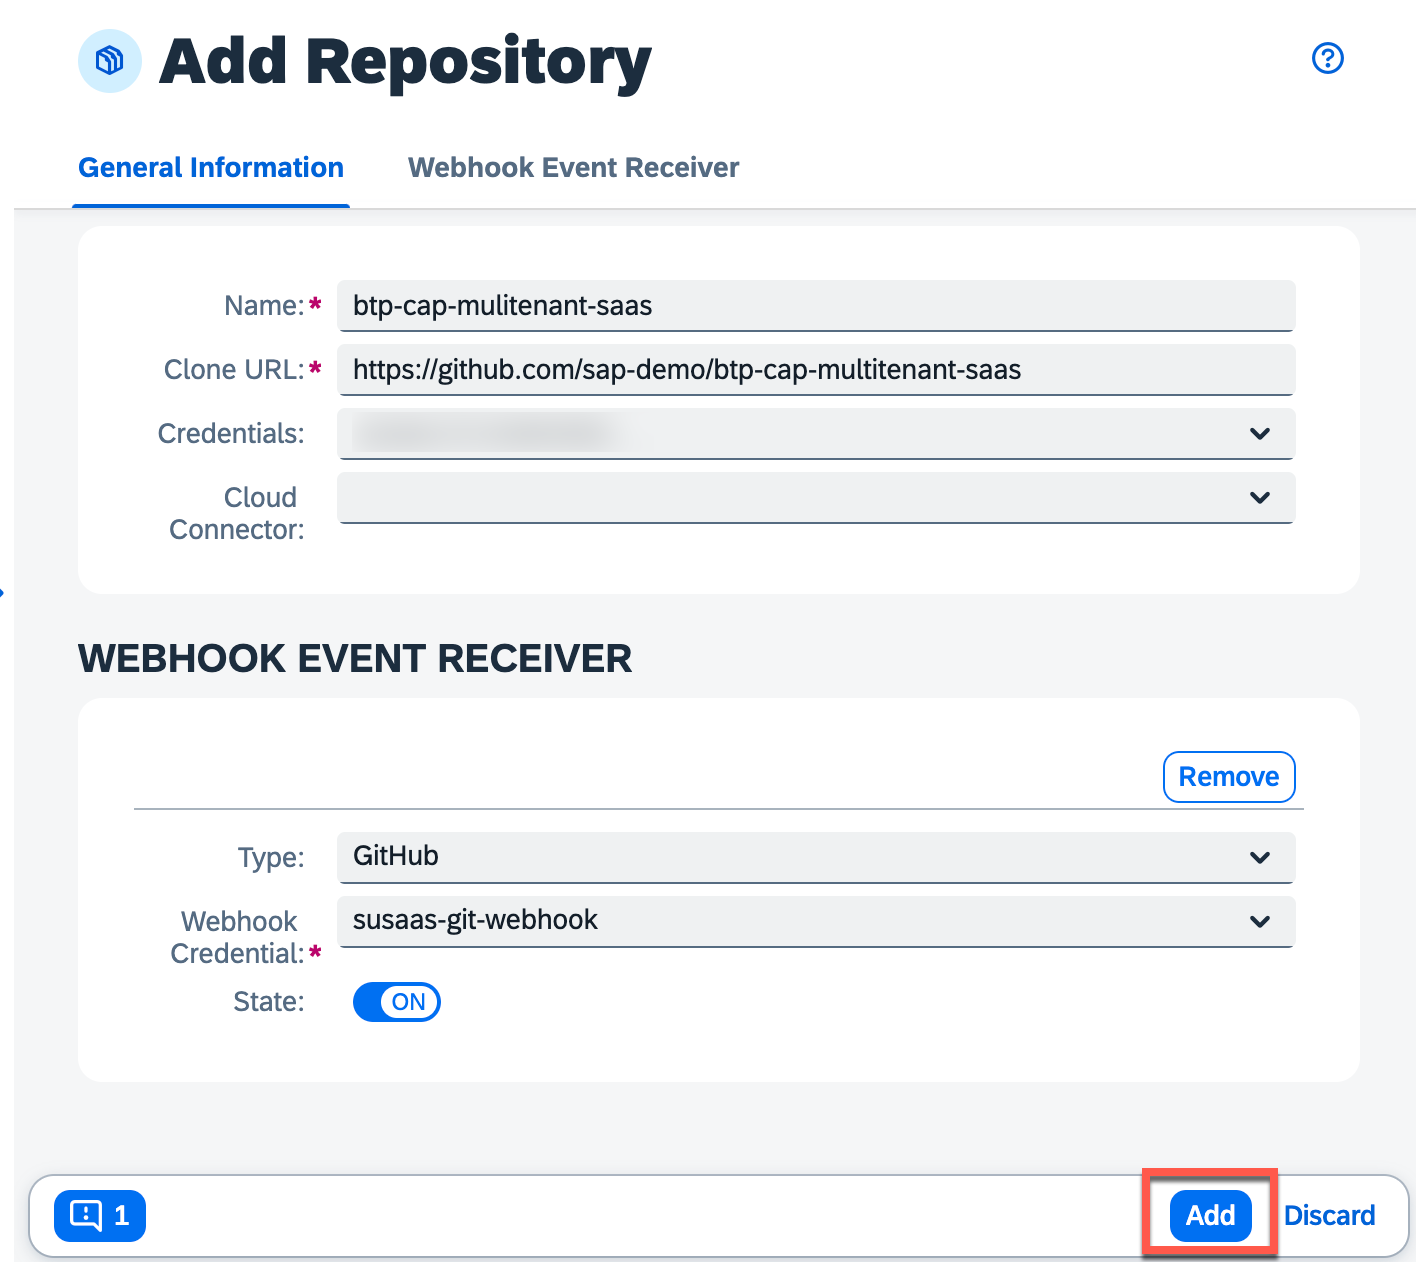 Add Repository
General Information Webhook Event Receiver
Name:* btp-cap-mulitenant-saas
Clone URL:* https://github.com/sap-demo/btp-cap-multitenant-saas
Credentials:
Cloud
Connector:
WEBHOOK EVENT RECEIVER
Remove
Type: GitHub
Webhook
Credential:* susaas-git-webhook
State: ON
1 Add Discard